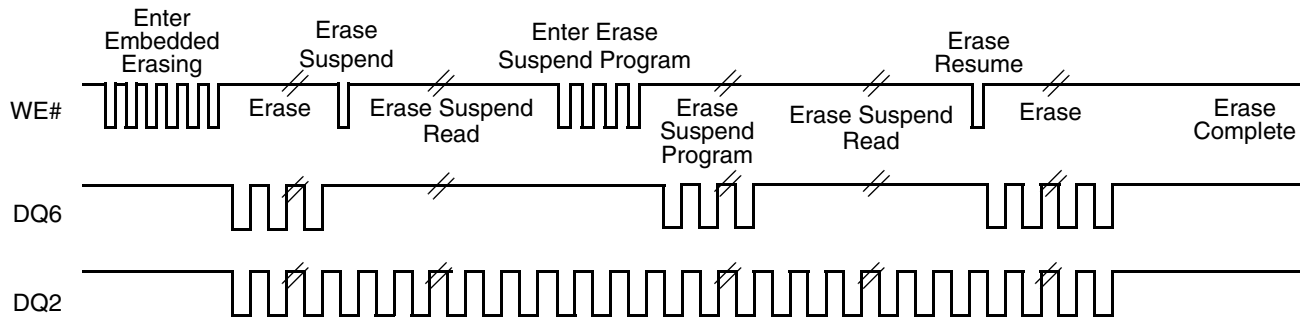 Enter
Embedded
Erasing
Erase
Suspend
Enter Erase
Suspend Program
Erase
Resume
WE#
Erase
Erase Suspend
Read
Erase
Suspend
Program
Erase Suspend
Read
Erase
Erase
Complete
DQ6
DQ2